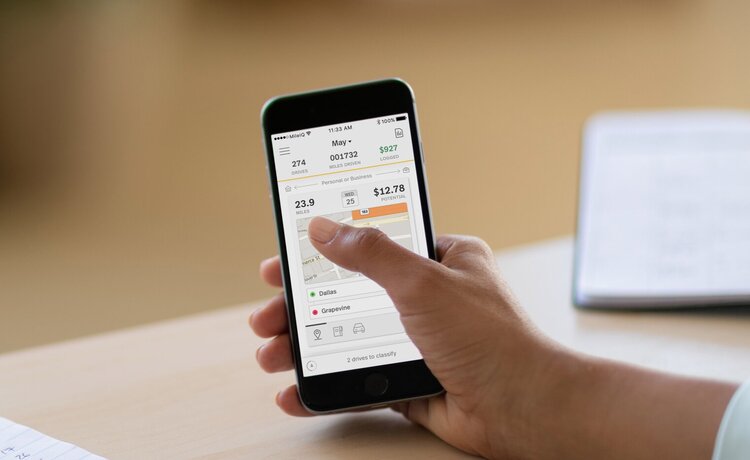 MileIQ 11:33 AM 100%
May
274 001732 $927
DRIVES MILES DRIVEN LOGGED
Personal or Business
23.9 WED $12.78
MILES 25 POTENTIAL
183
Dallas
Grapevine
2 drives to classify